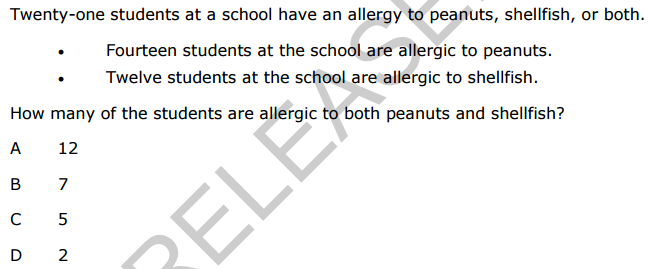 Twenty-one students at a school have an allergy to peanuts, shellfish, or both.
• Fourteen students at the school are allergic to peanuts.
• Twelve students at the school are allergic to shellfish.
How many of the students are allergic to both peanuts and shellfish?
A 12
B 7
C 5
D 2
RELEASE